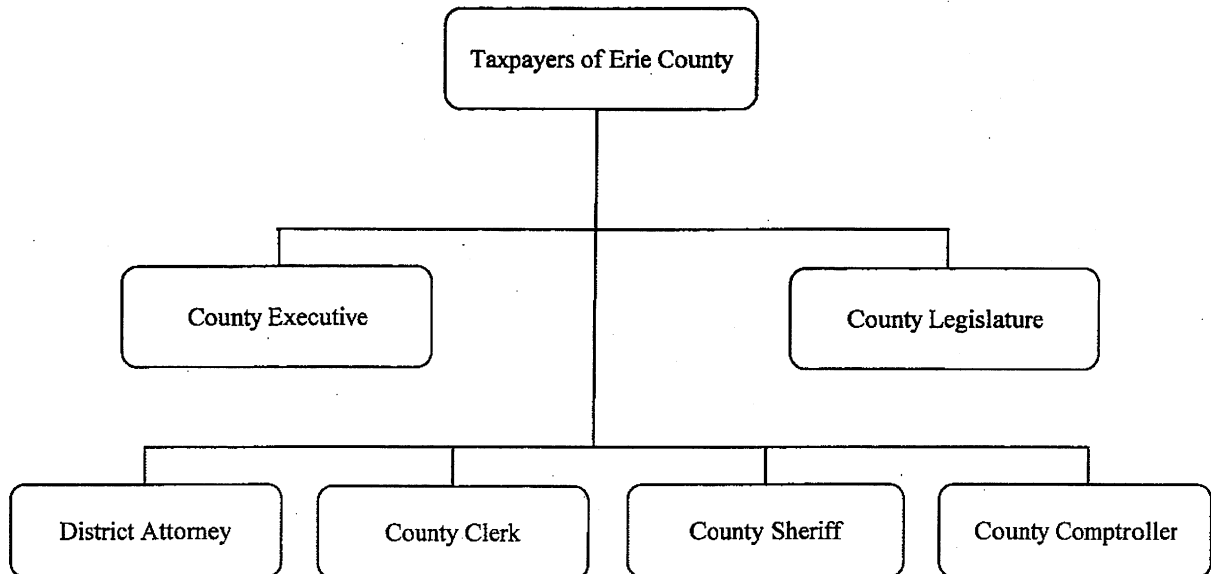 Taxpayers of Erie County
County Executive
County Legislature
District Attorney
County Clerk
County Sheriff
County Comptroller